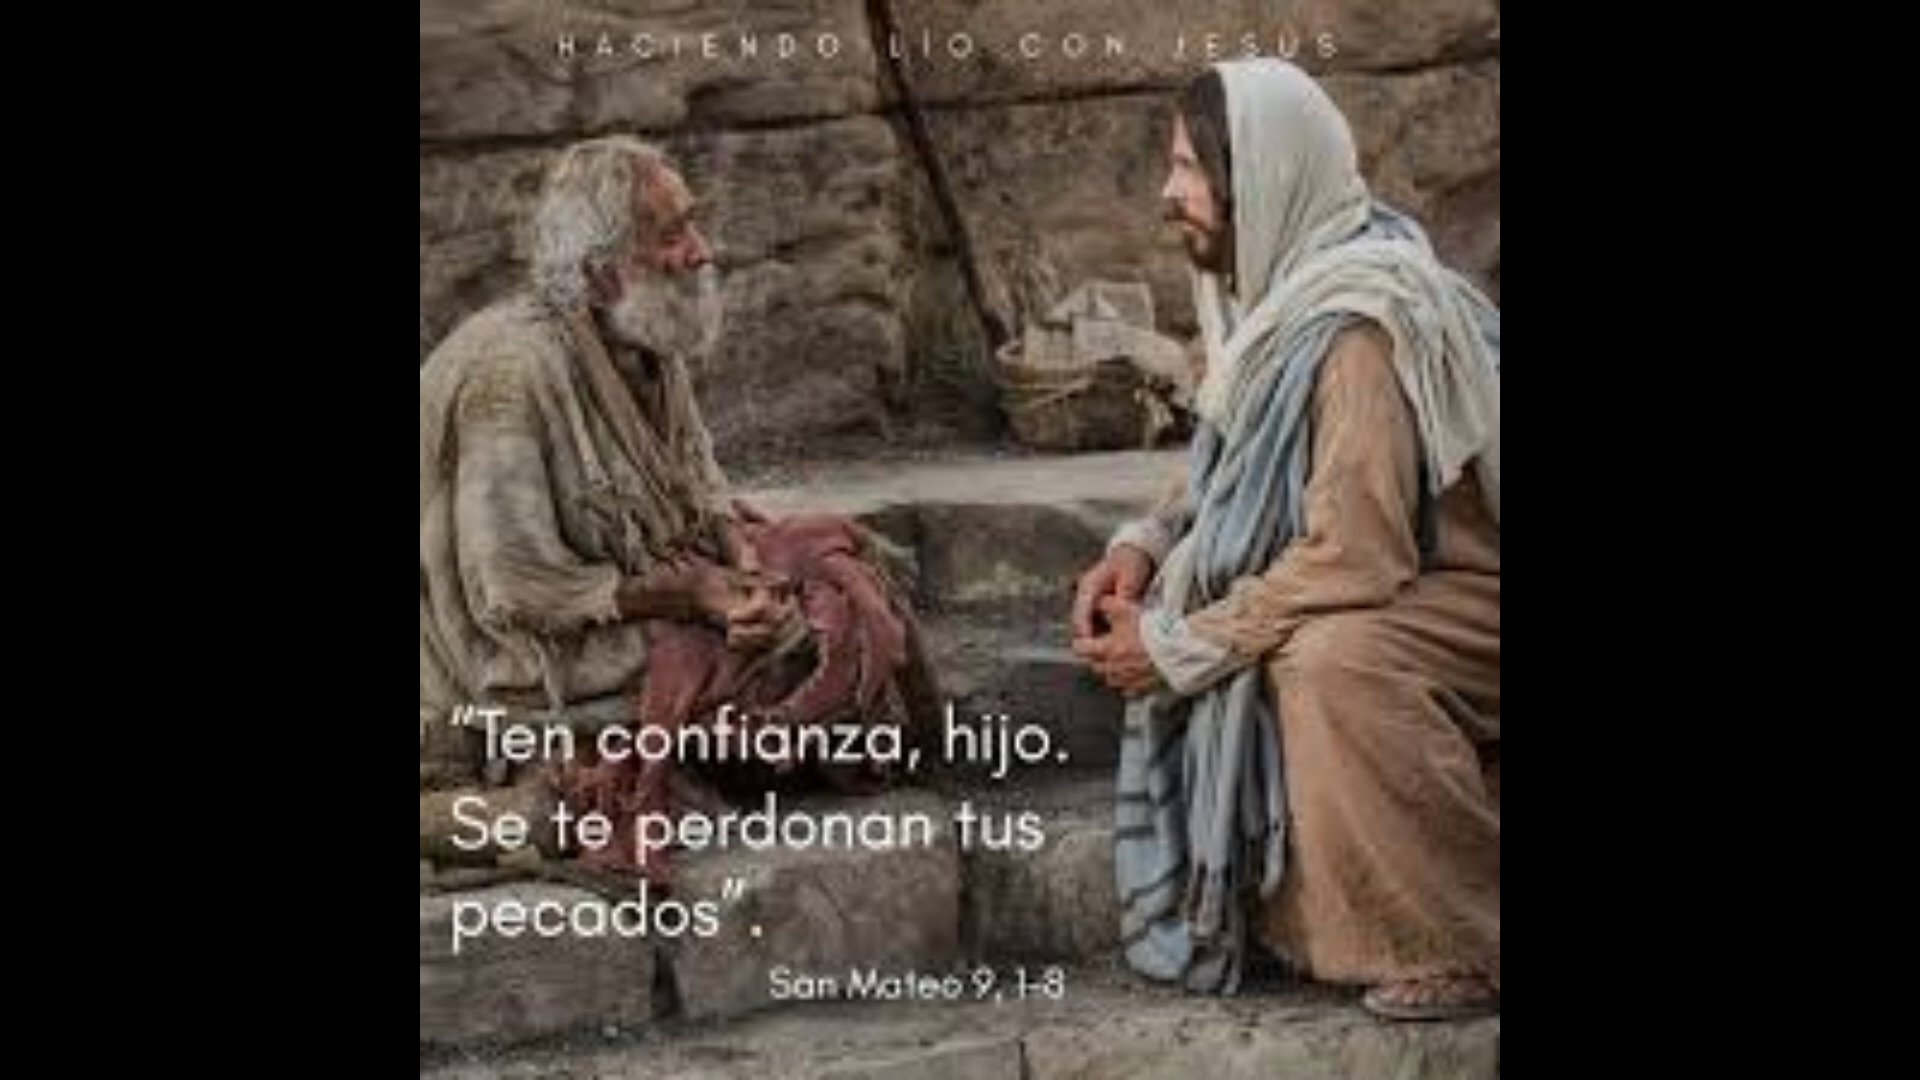 HACIENDO LÍO CON JESÚS
“Ten confianza, hijo.
Se te perdonan tus
pecados”.
San Mateo 9, 1-8